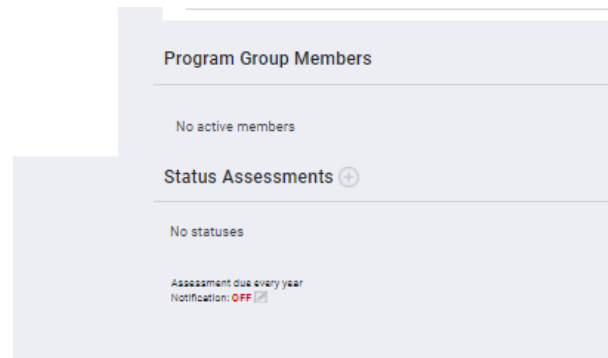 Program Group Members
No active members
Status Assessments
No statuses
Assessment due every year
Notification: OFF